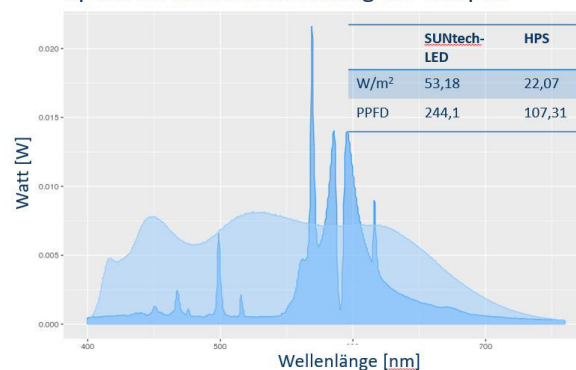 SUNtech-
LED
HPS
W/m² 53,18 22,07
PPFD 244,1 107,31
0.020
0.015
0.010
0.005
0.000
Watt [W]
400 500 700
Wellenlänge [nm]